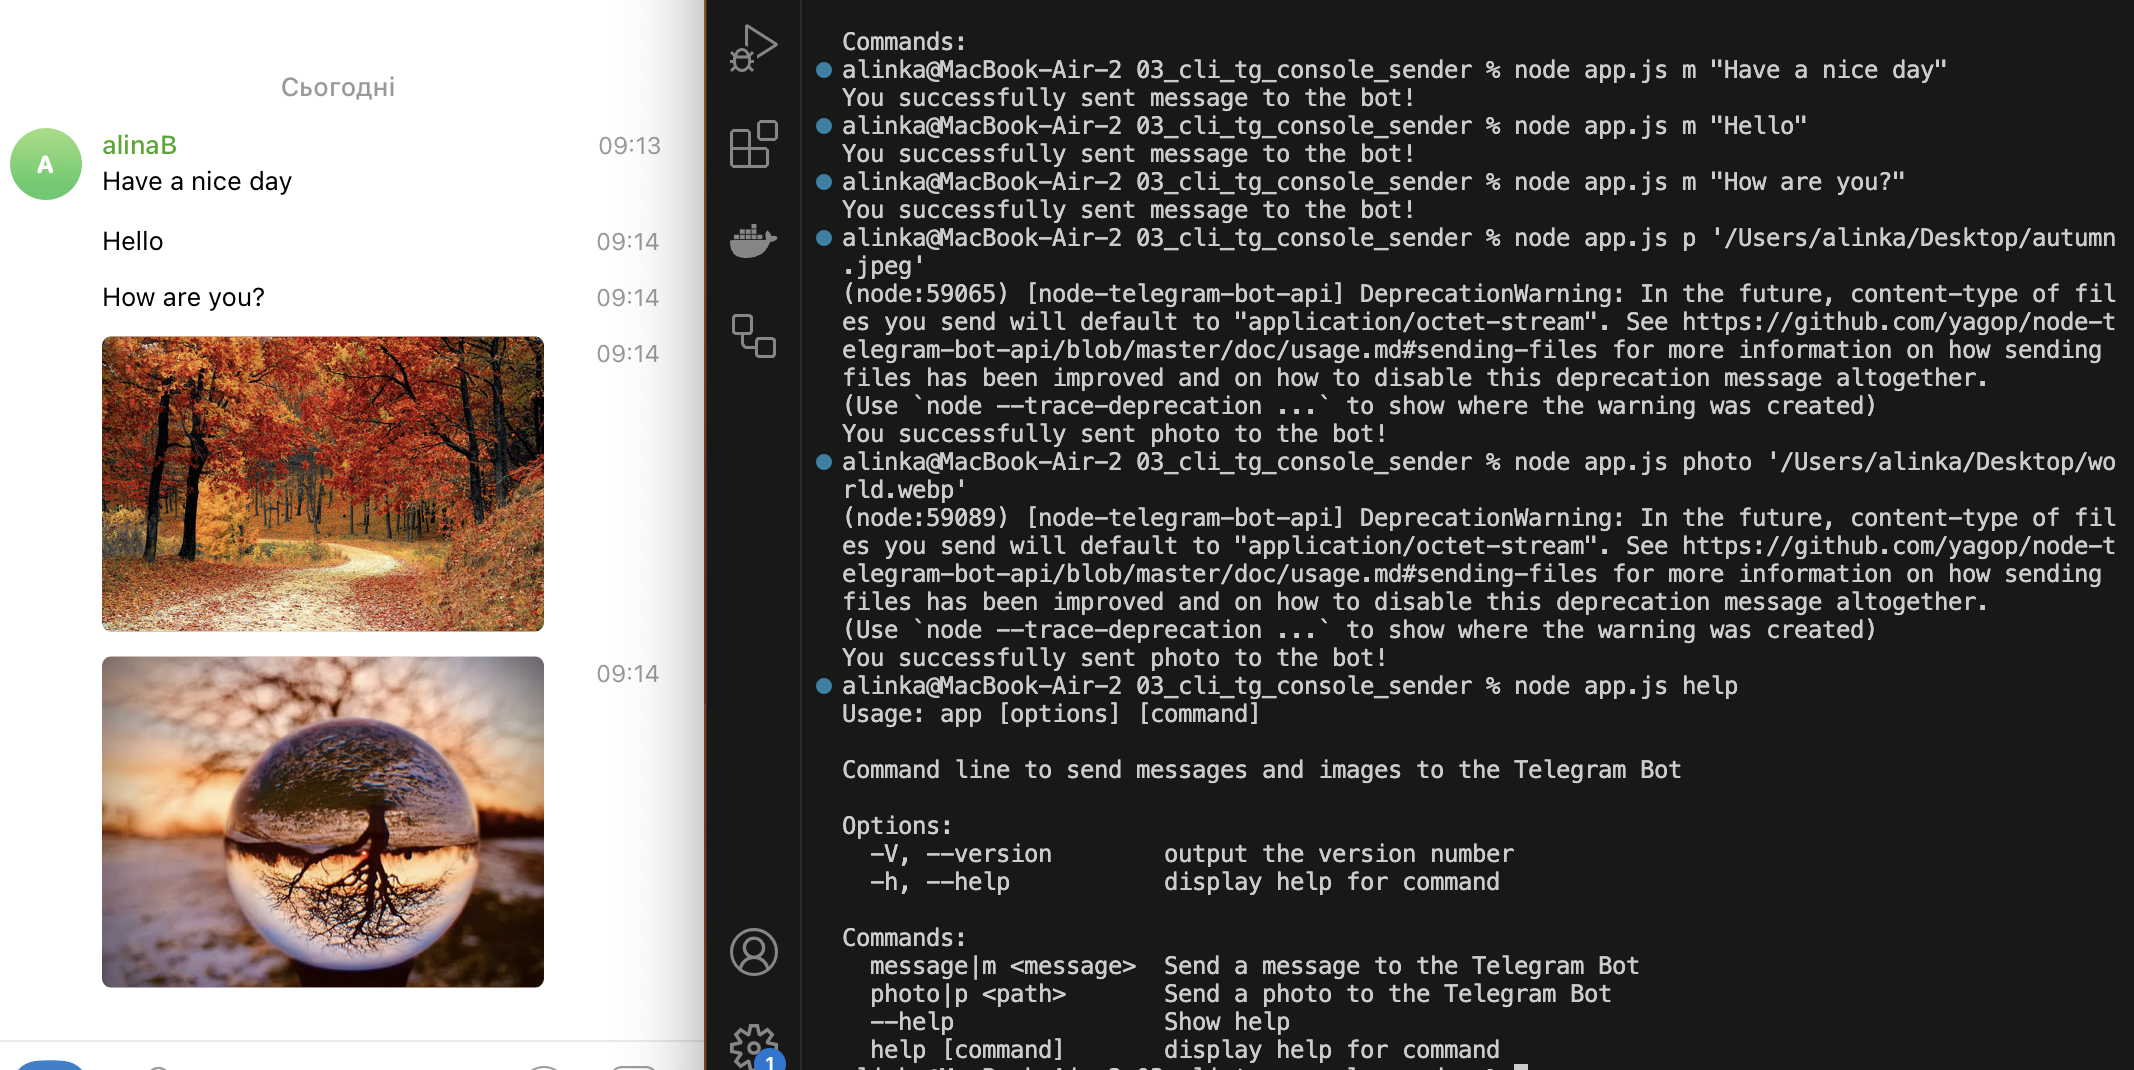 Сьогодні
A
alinaB
09:13
Have a nice day
Hello
09:14
How are you?
09:14
09:14
09:14
Commands:
alinka@MacBook-Air-2 03_cli_tg_console_sender % node app.js m "Have a nice day"
You successfully sent message to the bot!
alinka@MacBook-Air-2 03_cli_tg_console_sender % node app.js m "Hello"
You successfully sent message to the bot!
alinka@MacBook-Air-2 03_cli_tg_console_sender % node app.js m "How are you?"
You successfully sent message to the bot!
alinka@MacBook-Air-2 03_cli_tg_console_sender % node app.js p '/Users/alinka/Desktop/autumn
.jpeg'
(node:59065) [node-telegram-bot-api] DeprecationWarning: In the future, content-type of fil
es you send will default to "application/octet-stream". See https://github.com/yagop/node-t
elegram-bot-api/blob/master/doc/usage.md#sending-files for more information on how sending
files has been improved and on how to disable this deprecation message altogether.
(Use `node --trace-deprecation ...` to show where the warning was created)
You successfully sent photo to the bot!
alinka@MacBook-Air-2 03_cli_tg_console_sender % node app.js photo '/Users/alinka/Desktop/wo
rld.webp'
(node:59089) [node-telegram-bot-api] DeprecationWarning: In the future, content-type of fil
es you send will default to "application/octet-stream". See https://github.com/yagop/node-t
elegram-bot-api/blob/master/doc/usage.md#sending-files for more information on how sending
files has been improved and on how to disable this deprecation message altogether.
(Use `node --trace-deprecation ...` to show where the warning was created)
You successfully sent photo to the bot!
alinka@MacBook-Air-2 03_cli_tg_console_sender % node app.js help
Usage: app [options] [command]
Command line to send messages and images to the Telegram Bot
Options:
-V, --version output the version number
-h, --help display help for command
Commands:
message|m <message> Send a message to the Telegram Bot
photo|p <path> Send a photo to the Telegram Bot
--help Show help
help [command] display help for command
1